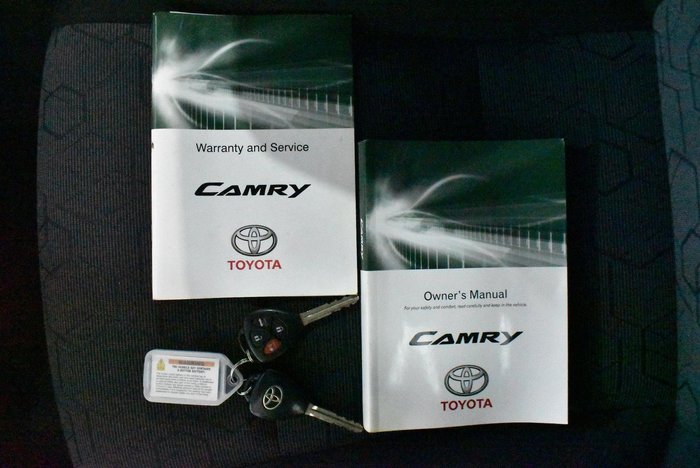 Warranty and Service
CAMRY
TOYOTA
CAMRY
Owner's Manual
For your safety and comfort, read carefully and keep in the vehicle.
CAMRY
TOYOTA